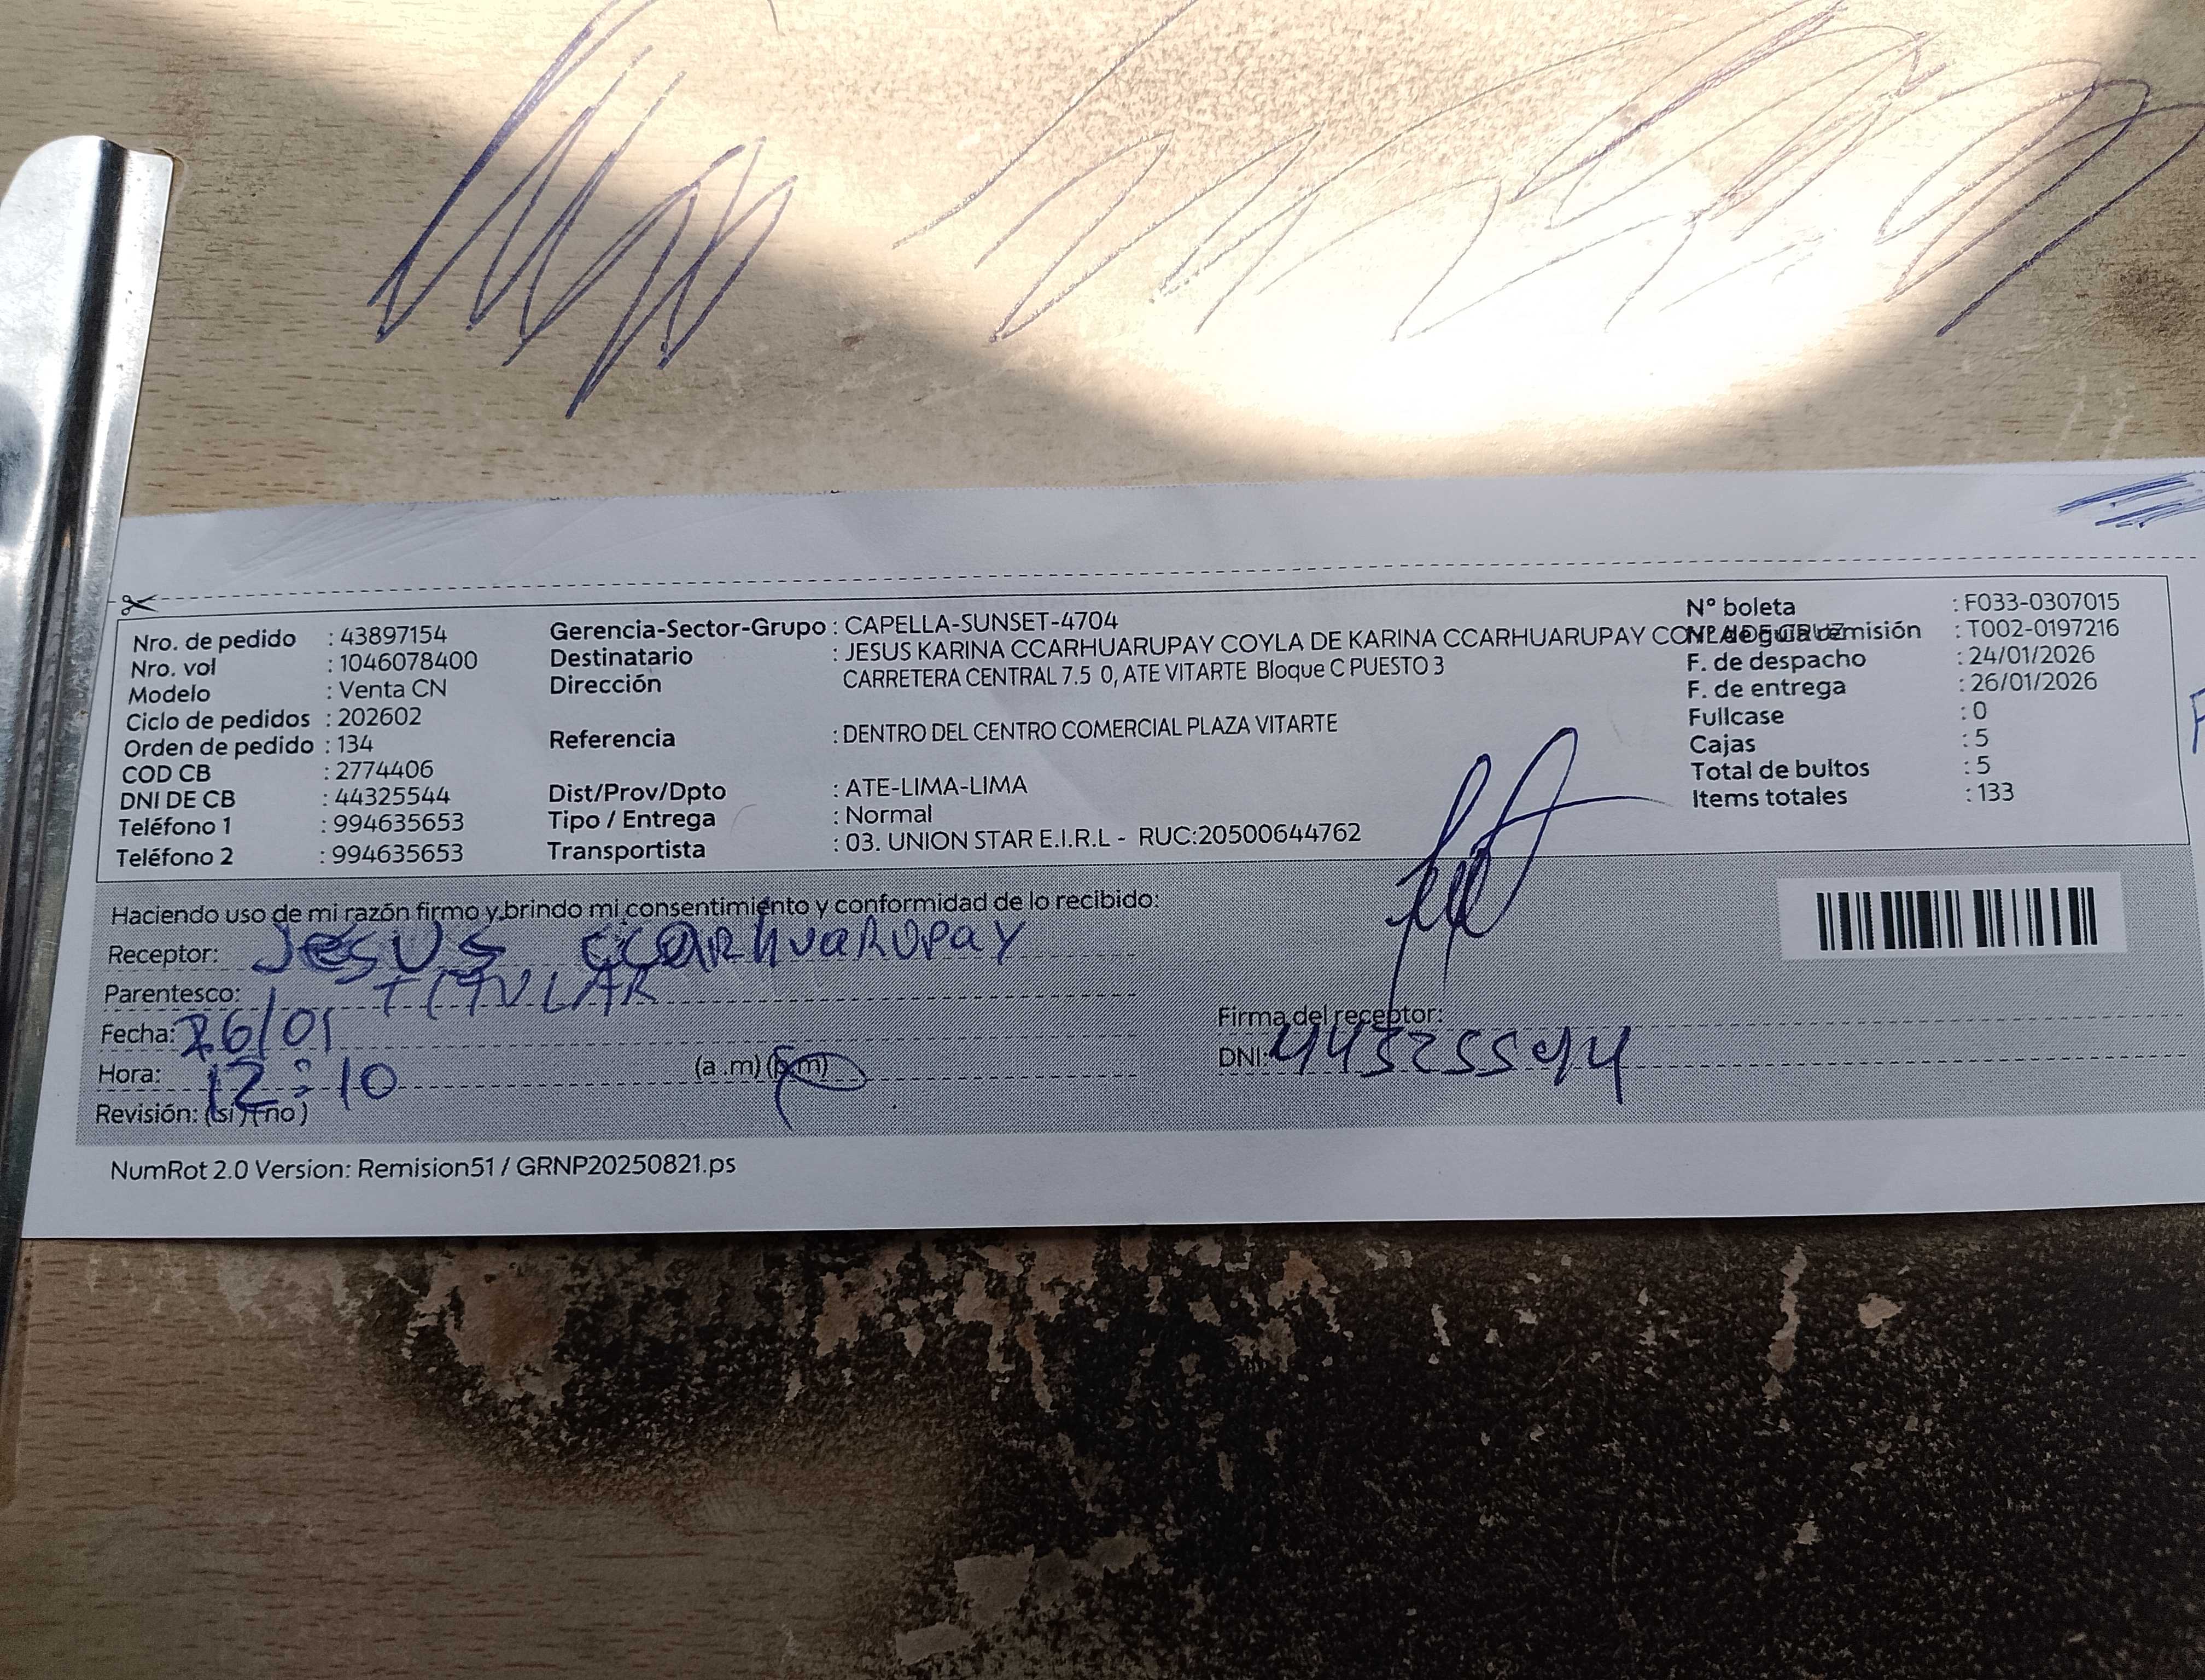 Nro. de pedido : 43897154
Nro. vol : 1046078400
Modelo : Venta CN
Ciclo de pedidos : 202602
Orden de pedido : 134
COD CB : 2774406
DNI DE CB : 44325544
Teléfono 1 : 994635653
Teléfono 2 : 994635653
Gerencia-Sector-Grupo : CAPELLA-SUNSET-4704
Destinatario : JESUS KARINA CCARHUARUPAY COYLA DE KARINA CCARHUARUPAY COYLA DE CRUZ
Dirección CARRETERA CENTRAL 7.5 0, ATE VITARTE Bloque C PUESTO 3
Referencia : DENTRO DEL CENTRO COMERCIAL PLAZA VITARTE
Dist/Prov/Dpto : ATE-LIMA-LIMA
Tipo / Entrega : Normal
Transportista : 03. UNION STAR E.I.R.L - RUC:20500644762
N° boleta : F033-0307015
N° de guía remisión : T002-0197216
F. de despacho : 24/01/2026
F. de entrega : 26/01/2026
Fullcase : 0
Cajas : 5
Total de bultos : 5
Items totales : 133
Haciendo uso de mi razón firmo y brindo mi consentimiento y conformidad de lo recibido:
Receptor: Jesus ccaRhuaRupay
Parentesco: TITULAR
Fecha: 26/01
Hora: 12:10 (a .m) (p.m)
Revisión: (si) (no )
Firma del receptor:
DNI: 44325544
NumRot 2.0 Version: Remision51 / GRNP20250821.ps